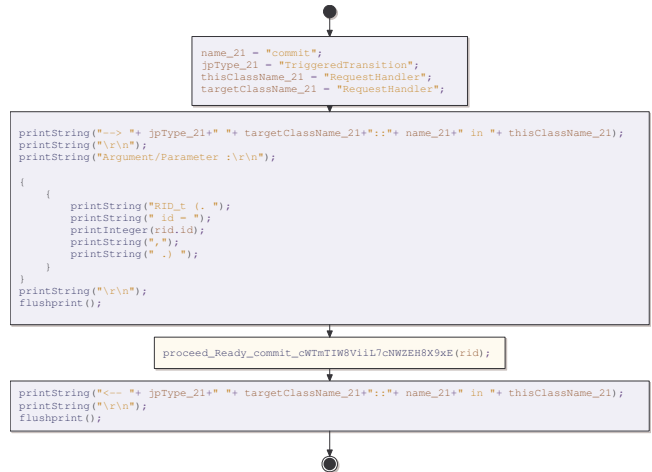 name_21 = "commit";
jpType_21 = "TriggeredTransition";
thisClassName_21 = "RequestHandler";
targetClassName_21 = "RequestHandler";
printString("--> "+ jpType_21+" "+ targetClassName_21+"::"+ name_21+" in "+ thisClassName_21);
printString("\r\n");
printString("Argument/Parameter :\r\n");
{
{
printString("RID_t (. ");
printString(" id = ");
printInteger(rid.id);
printString(",");
printString(" .) ");
}
}
printString("\r\n");
flushprint();
proceed_Ready_commit_cWTmTIW8ViiL7cNWZEH8X9xE(rid);
printString("<-- "+ jpType_21+" "+ targetClassName_21+"::"+ name_21+" in "+ thisClassName_21);
printString("\r\n");
flushprint();